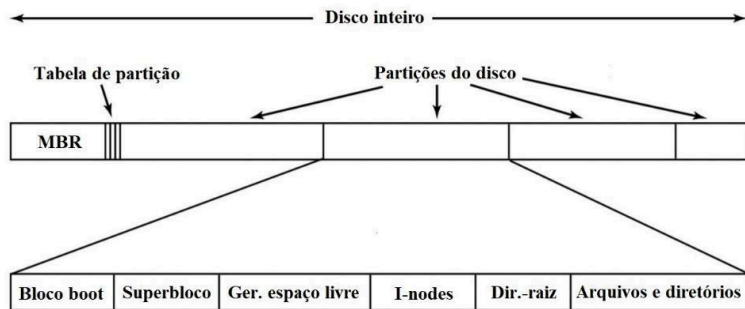 Disco inteiro
Tabela de partição
Partições do disco
MBR
Bloco boot
Superbloco
Ger. espaço livre
I-nodes
Dir.-raiz
Arquivos e diretórios